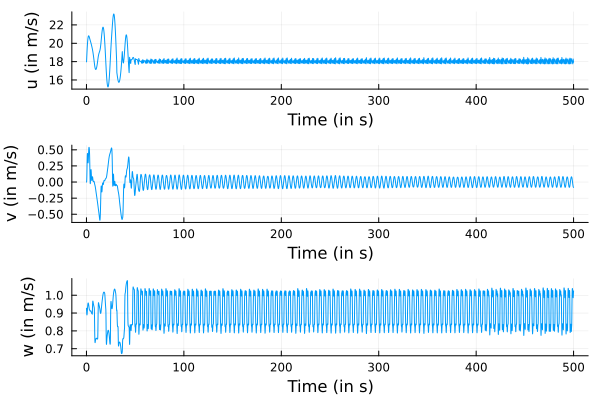 u (in m/s)
22
20
18
16
0 100 200 300 400 500
Time (in s)
v (in m/s)
0.50
0.25
0.00
−0.25
−0.50
0 100 200 300 400 500
Time (in s)
w (in m/s)
1.0
0.9
0.8
0.7
0 100 200 300 400 500
Time (in s)